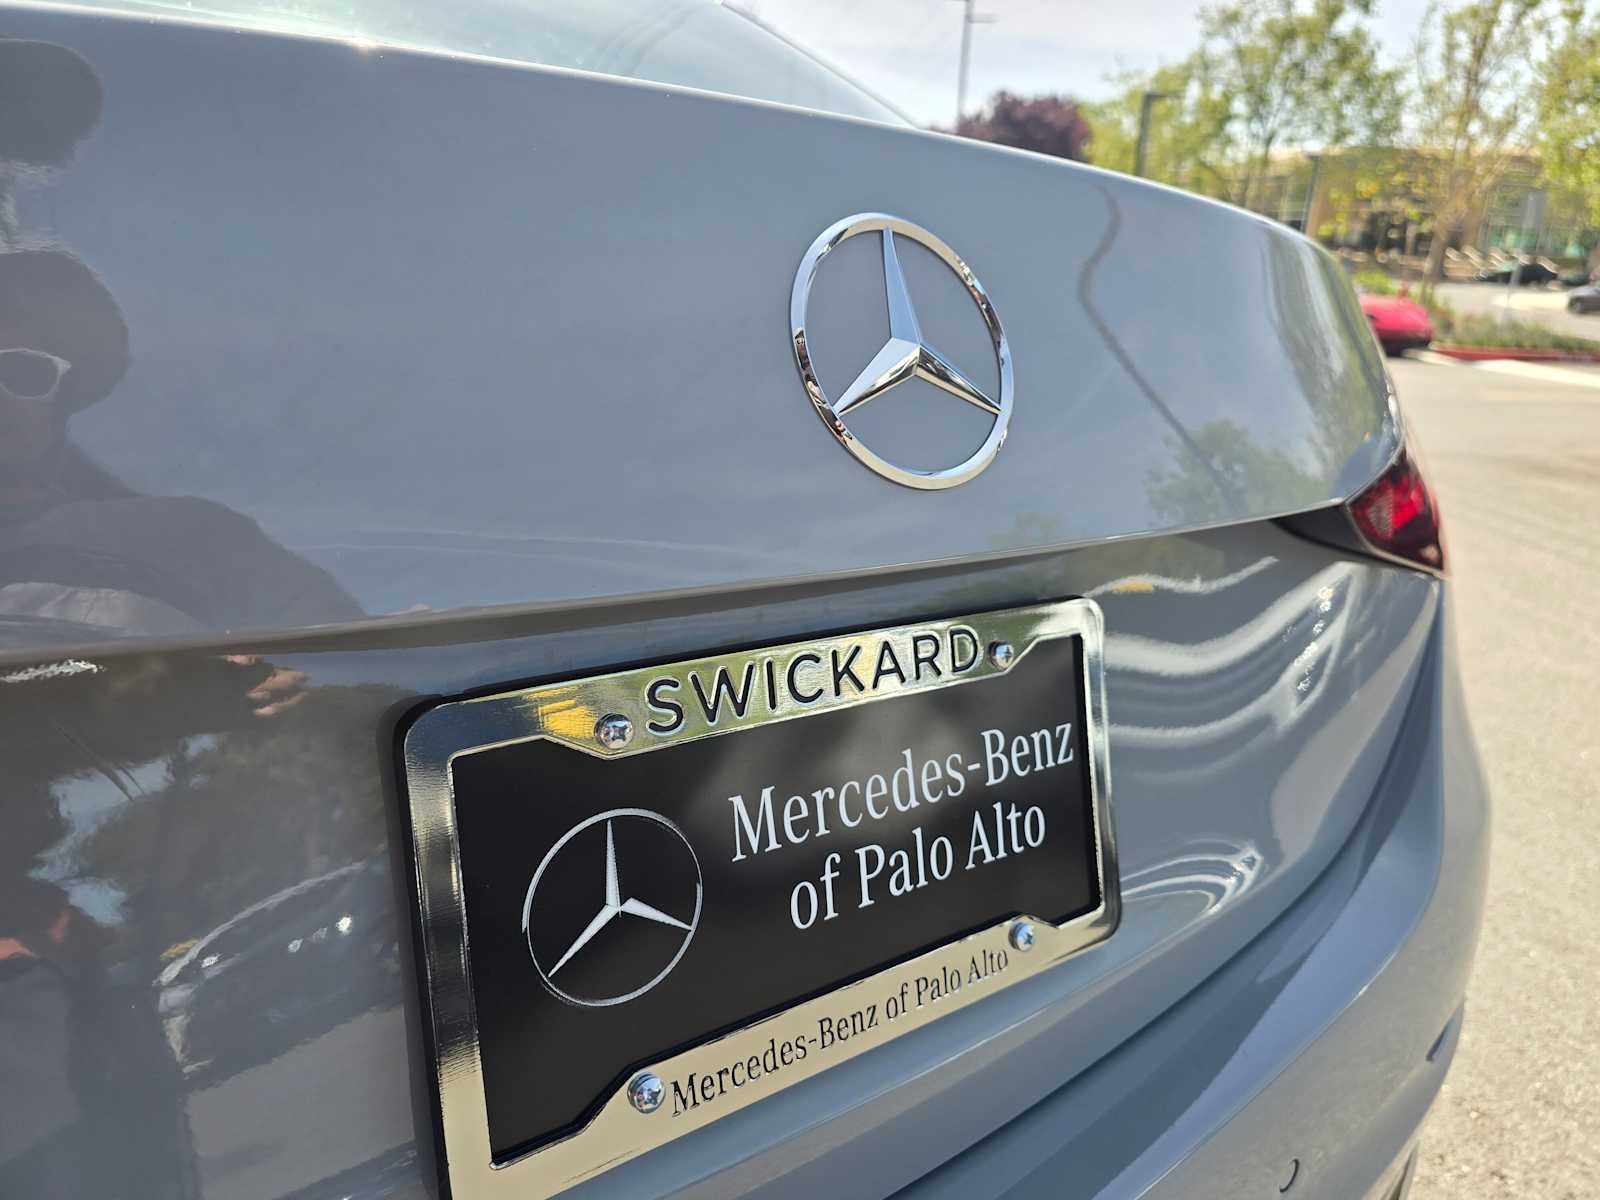 SWICKARD
Mercedes-Benz
of Palo Alto
Mercedes-Benz of Palo Alto